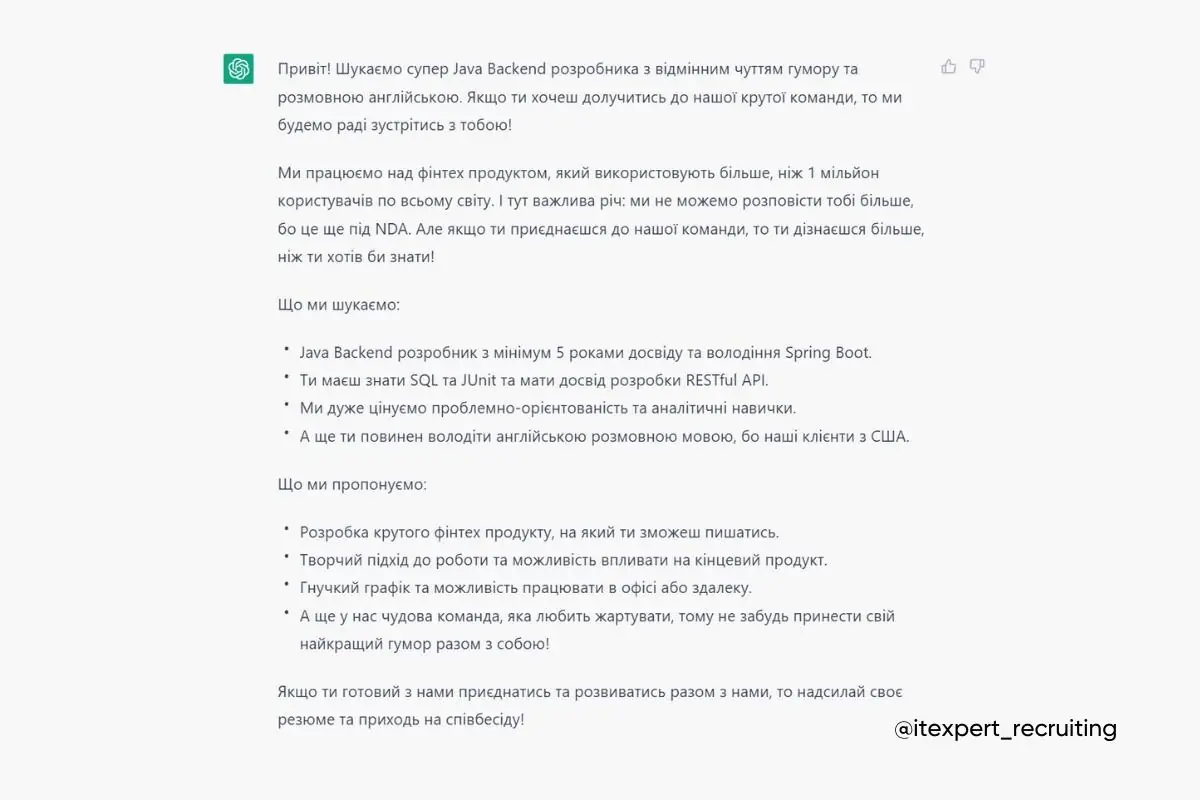 Привіт! Шукаємо супер Java Backend розробника з відмінним чуттям гумору та
розмовною англійською. Якщо ти хочеш долучитись до нашої крутої команди, то ми
будемо раді зустрітись з тобою!
Ми працюємо над фінтех продуктом, який використовують більше, ніж 1 мільйон
користувачів по всьому світу. І тут важлива річ: ми не можемо розповісти тобі більше,
бо це ще під NDA. Але якщо ти приєднаєшся до нашої команди, то ти дізнаєшся більше,
ніж ти хотів би знати!
Що ми шукаємо:
• Java Backend розробник з мінімум 5 роками досвіду та володіння Spring Boot.
• Ти маєш знати SQL та JUnit та мати досвід розробки RESTful API.
• Ми дуже цінуємо проблемно-орієнтованість та аналітичні навички.
• А ще ти повинен володіти англійською розмовною мовою, бо наші клієнти з США.
Що ми пропонуємо:
• Розробка крутого фінтех продукту, на який ти зможеш пишатись.
• Творчий підхід до роботи та можливість впливати на кінцевий продукт.
• Гнучкий графік та можливість працювати в офісі або здалеку.
• А ще у нас чудова команда, яка любить жартувати, тому не забудь принести свій
найкращий гумор разом з собою!
Якщо ти готовий з нами приєднатись та розвиватись разом з нами, то надсилай своє
резюме та приходь на співбесіду!
@itexpert_recruiting